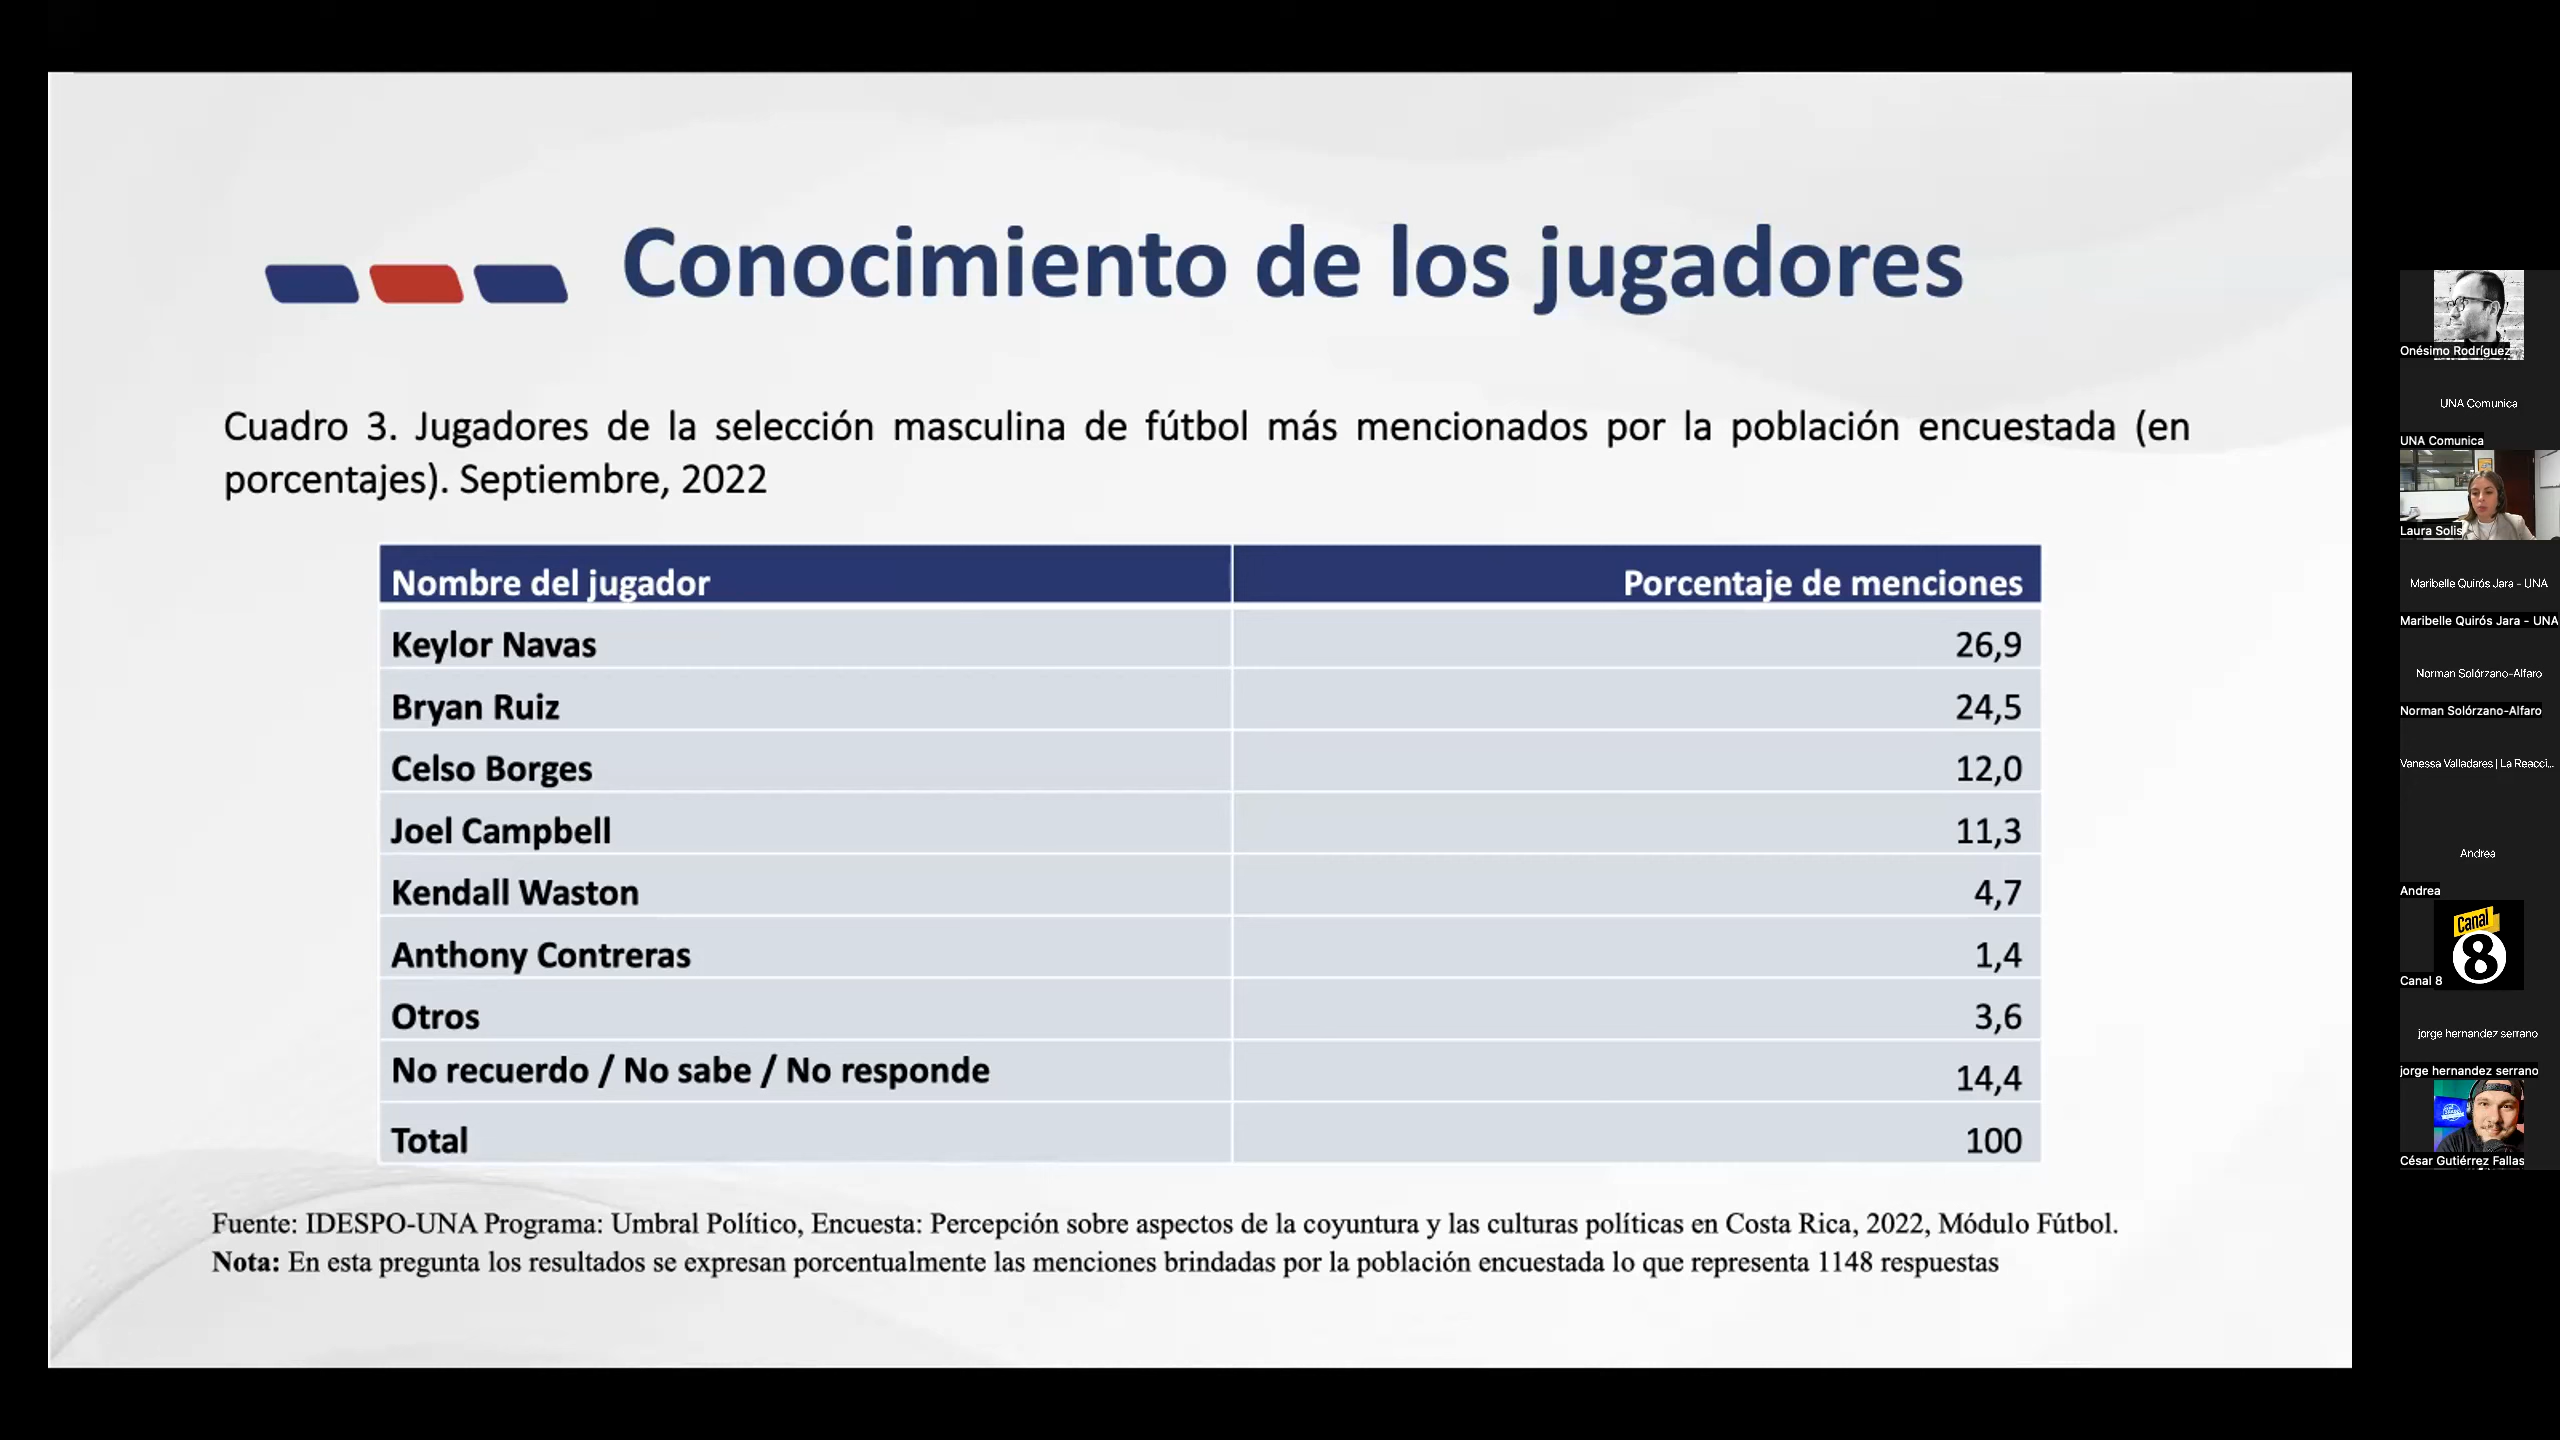 Conocimiento de los jugadores
Cuadro 3. Jugadores de la selección masculina de fútbol más mencionados por la población encuestada (en
porcentajes). Septiembre, 2022
Nombre del jugador Porcentaje de menciones
Keylor Navas 26,9
Bryan Ruiz 24,5
Celso Borges 12,0
Joel Campbell 11,3
Kendall Waston 4,7
Anthony Contreras 1,4
Otros 3,6
No recuerdo / No sabe / No responde 14,4
Total 100
Fuente: IDESPO-UNA Programa: Umbral Político, Encuesta: Percepción sobre aspectos de la coyuntura y las culturas políticas en Costa Rica, 2022, Módulo Fútbol.
Nota: En esta pregunta los resultados se expresan porcentualmente las menciones brindadas por la población encuestada lo que representa 1148 respuestas
Onésimo Rodríguez
UNA Comunica
UNA Comunica
Laura Solis
Maribelle Quirós Jara - UNA
Maribelle Quirós Jara - UNA
Norman Solórzano-Alfaro
Norman Solórzano-Alfaro
Vanessa Valladares | La Reacci...
Andrea
Andrea
Canal
8
Canal 8
jorge hernandez serrano
jorge hernandez serrano
César Gutiérrez Fallas